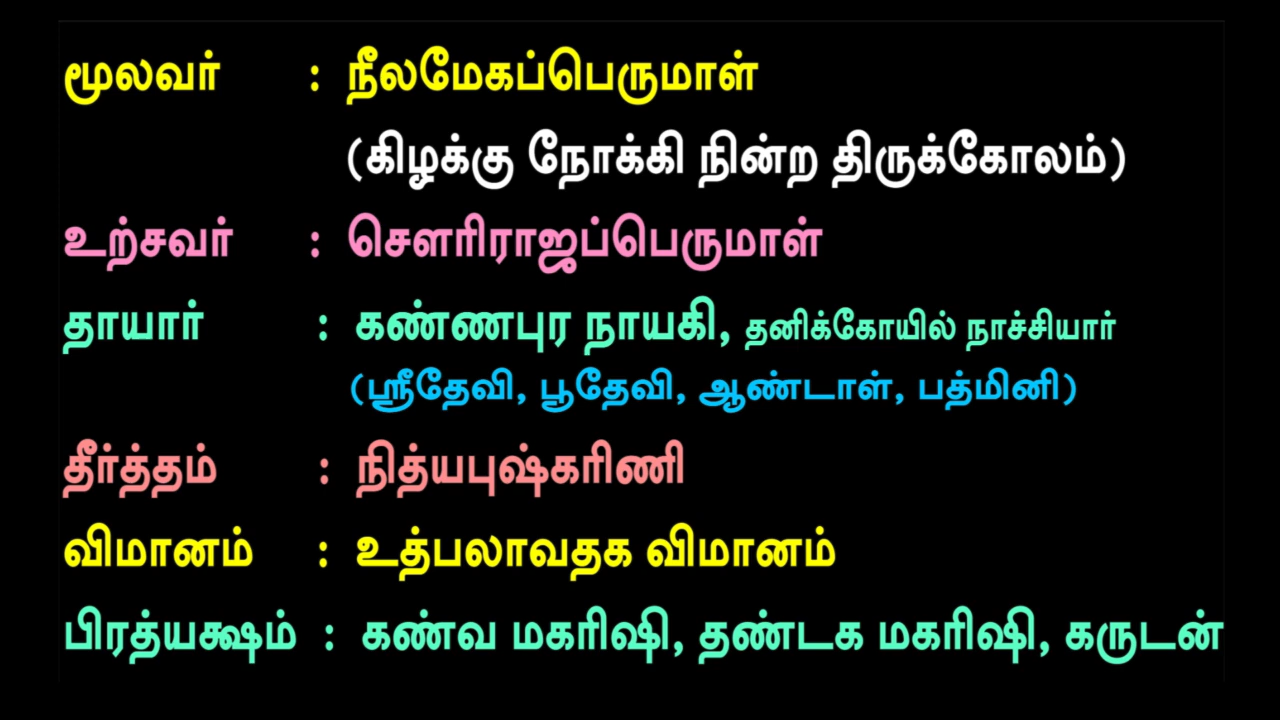 மூலவர் : நீலமேகப்பெருமாள்
(கிழக்கு நோக்கி நின்ற திருக்கோலம்)
உற்சவர் : சௌரிராஜப்பெருமாள்
தாயார் : கண்ணபுர நாயகி, தனிக்கோயில் நாச்சியார்
(ஸ்ரீதேவி, பூதேவி, ஆண்டாள், பத்மினி)
தீர்த்தம் : நித்யபுஷ்கரிணி
விமானம் : உத்பலாவதக விமானம்
பிரத்யக்ஷம் : கண்வ மகரிஷி, தண்டக மகரிஷி, கருடன்